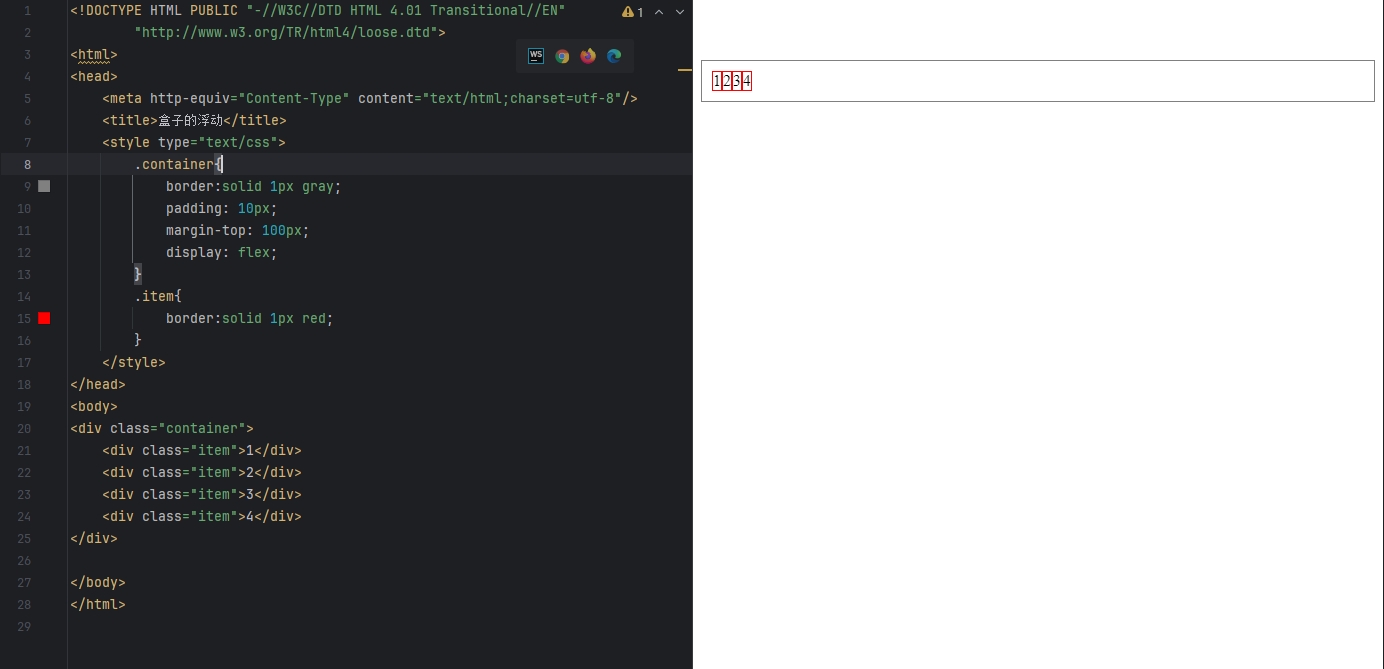 1 <!DOCTYPE HTML PUBLIC "-//W3C//DTD HTML 4.01 Transitional//EN" 1
2 "http://www.w3.org/TR/html4/loose.dtd">
3 <html>
WS
4 <head>
5 <meta http-equiv="Content-Type" content="text/html;charset=utf-8"/>
6 <title>盒子的浮动</title>
7 <style type="text/css">
8 .container{
9 border:solid 1px gray;
10 padding: 10px;
11 margin-top: 100px;
12 display: flex;
13 }
14 .item{
15 border:solid 1px red;
16 }
17 </style>
18 </head>
19 <body>
20 <div class="container">
21 <div class="item">1</div>
22 <div class="item">2</div>
23 <div class="item">3</div>
24 <div class="item">4</div>
25 </div>
26
27 </body>
28 </html>
29
1234